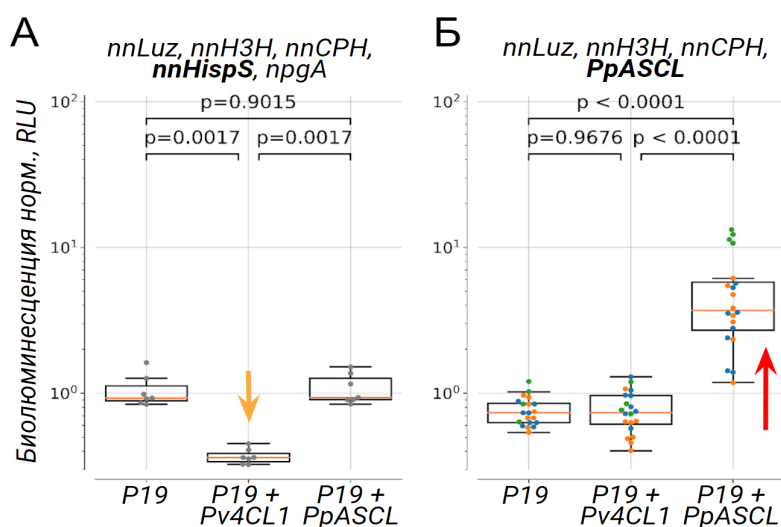 А
nnLuz, nnH3H, nnCPH,
nnHispS, npgA
Биолюминесценция норм., RLU
10²
10¹
10⁰
p=0.9015
p=0.0017 p=0.0017
P19
P19 +
Pv4CL1
P19 +
PpASCL
Б
nnLuz, nnH3H, nnCPH,
PpASCL
10²
10¹
10⁰
p < 0.0001
p=0.9676 p < 0.0001
P19
P19 +
Pv4CL1
P19 +
PpASCL